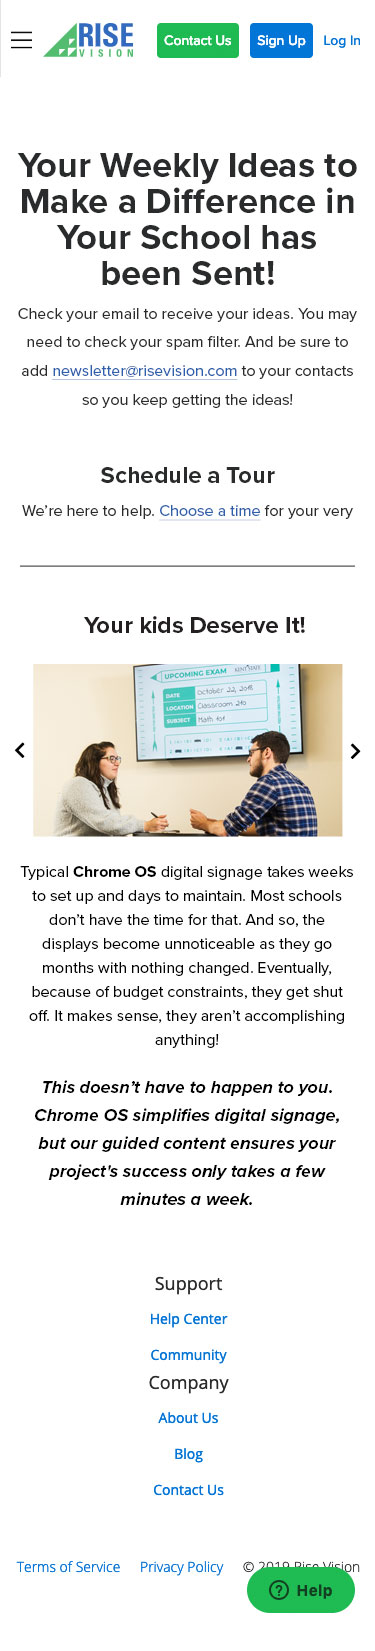 RISE
VISION
Contact Us
Sign Up
Log In
Your Weekly Ideas to
Make a Difference in
Your School has
been Sent!
Check your email to receive your ideas. You may
need to check your spam filter. And be sure to
add newsletter@risevision.com to your contacts
so you keep getting the ideas!
Schedule a Tour
We're here to help. Choose a time for your very
Your kids Deserve It!
UPCOMING EXAM
KENT STATE
DATE
October 22, 2018
LOCATION
Classroom 210
SUBJECT
Math 101
Typical Chrome OS digital signage takes weeks
to set up and days to maintain. Most schools
don't have the time for that. And so, the
displays become unnoticeable as they go
months with nothing changed. Eventually,
because of budget constraints, they get shut
off. It makes sense, they aren't accomplishing
anything!
This doesn't have to happen to you.
Chrome OS simplifies digital signage,
but our guided content ensures your
project's success only takes a few
minutes a week.
Support
Help Center
Community
Company
About Us
Blog
Contact Us
Terms of Service
Privacy Policy
© 2019 Rise Vision
Help